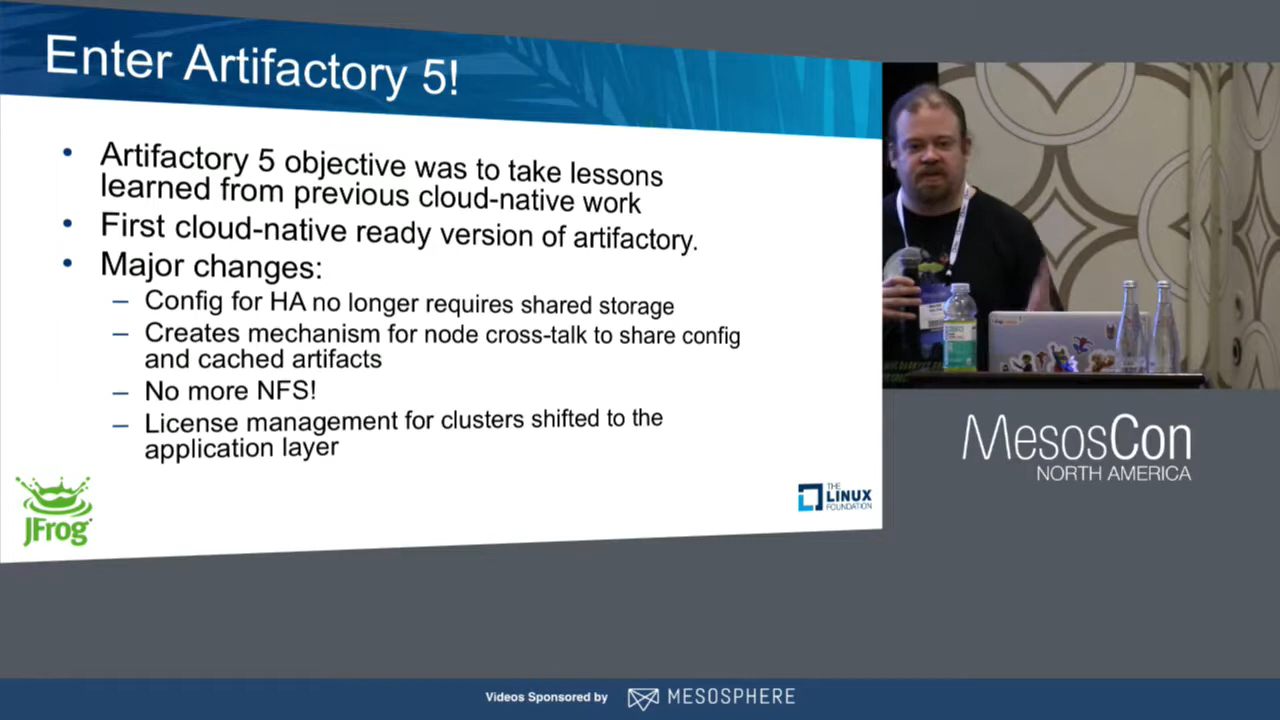 Enter Artifactory 5!
• Artifactory 5 objective was to take lessons
learned from previous cloud-native work
• First cloud-native ready version of artifactory.
• Major changes:
– Config for HA no longer requires shared storage
– Creates mechanism for node cross-talk to share config
and cached artifacts
– No more NFS!
– License management for clusters shifted to the
application layer
JFrog
THE
LINUX
FOUNDATION
MesosCon
NORTH AMERICA
Videos Sponsored by MESOSPHERE